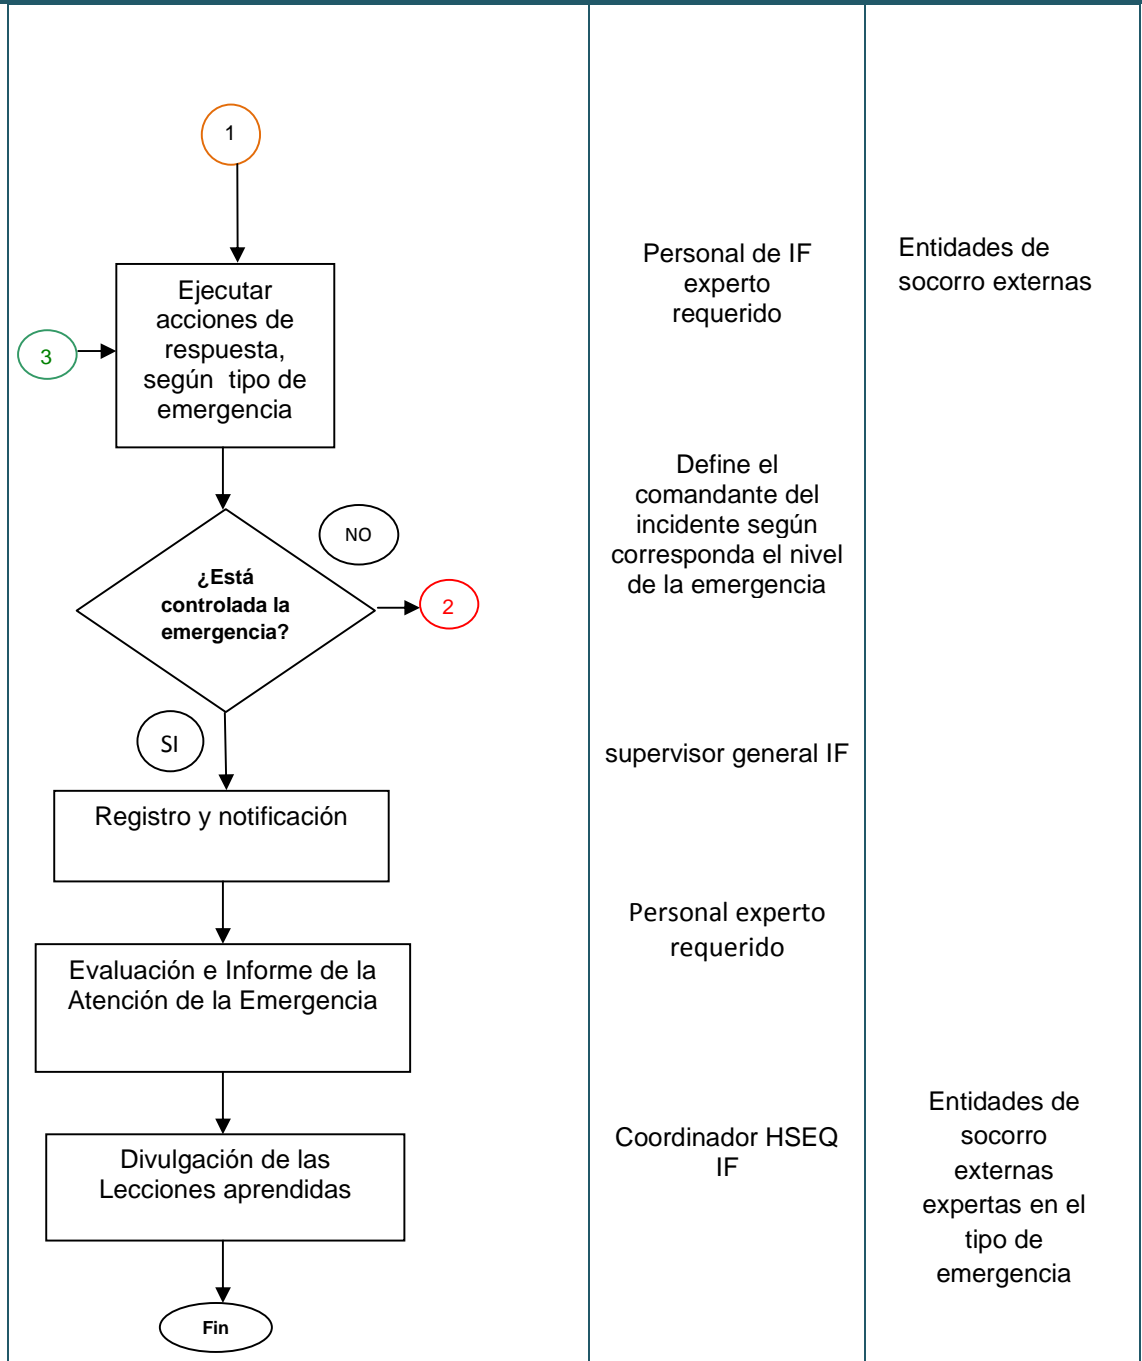 1
Ejecutar
acciones de
respuesta,
según tipo de
emergencia
3
Personal de IF
experto
requerido
Entidades de
socorro externas
¿Está
controlada la
emergencia?
NO
2
Define el
comandante del
incidente según
corresponda el nivel
de la emergencia
SI
supervisor general IF
Registro y notificación
Personal experto
requerido
Evaluación e Informe de la
Atención de la Emergencia
Divulgación de las
Lecciones aprendidas
Coordinador HSEQ
IF
Entidades de
socorro
externas
expertas en el
tipo de
emergencia
Fin